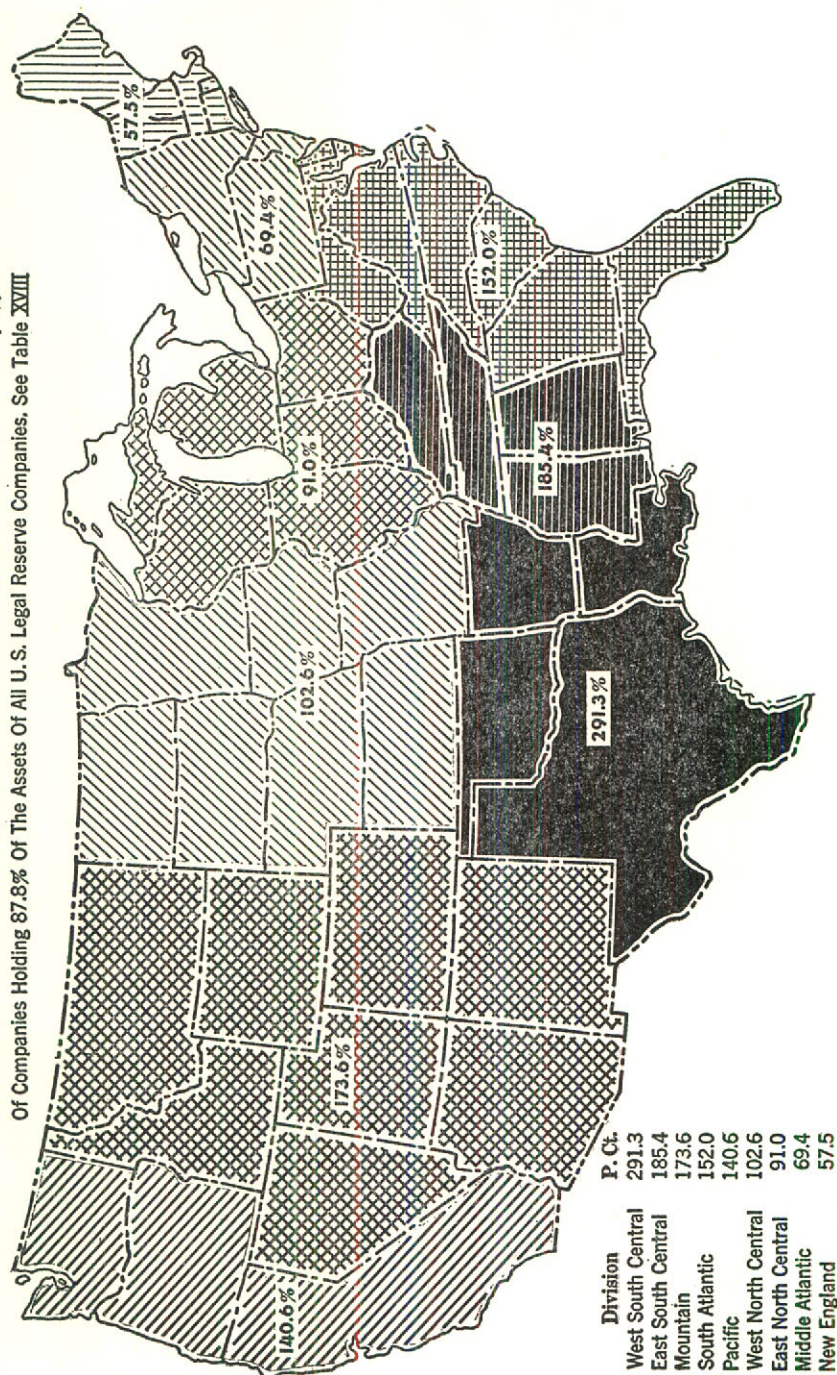 Of Companies Holding 87.8% Of The Assets Of All U.S. Legal Reserve Companies, See Table XVIII
57.5%
69.4%
152.0%
91.0%
185.4%
102.6%
291.3%
173.6%
140.6%
Division P. Ct.
West South Central 291.3
East South Central 185.4
Mountain 173.6
South Atlantic 152.0
Pacific 140.6
West North Central 102.6
East North Central 91.0
Middle Atlantic 69.4
New England 57.5